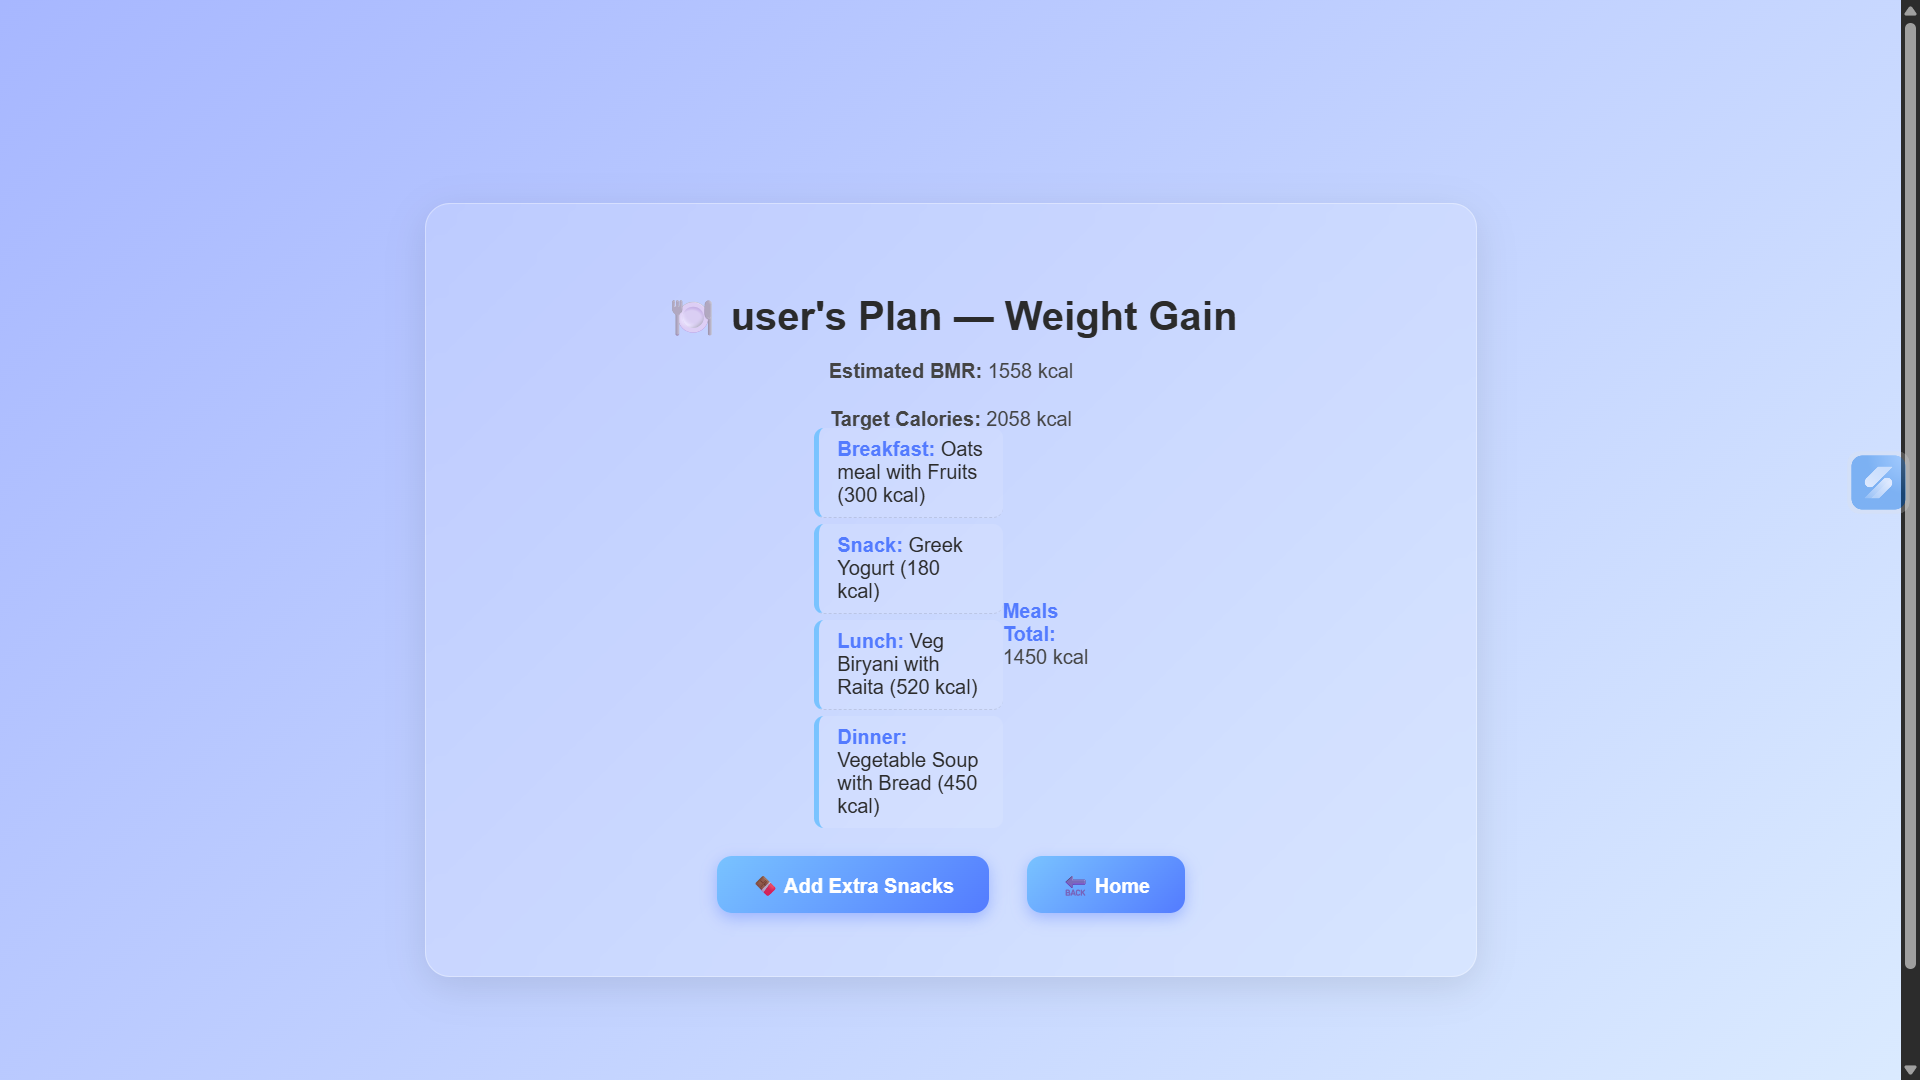 🍽️ user's Plan — Weight Gain
Estimated BMR: 1558 kcal
Target Calories: 2058 kcal
Breakfast: Oats
meal with Fruits
(300 kcal)
Snack: Greek
Yogurt (180
kcal)
Lunch: Veg
Biryani with
Raita (520 kcal)
Dinner:
Vegetable Soup
with Bread (450
kcal)
Meals
Total:
1450 kcal
🍫 Add Extra Snacks
🔙 Home